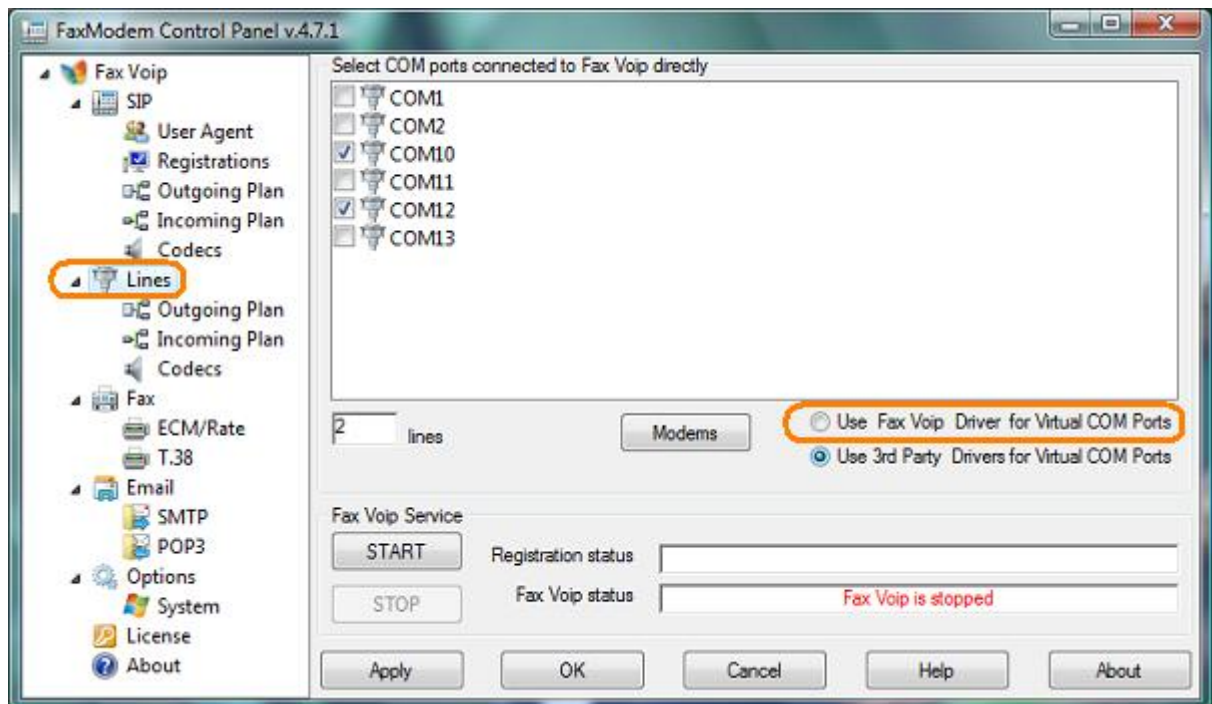 FaxModem Control Panel v.4.7.1
Fax Voip
SIP
User Agent
Registrations
Outgoing Plan
Incoming Plan
Codecs
Lines
Outgoing Plan
Incoming Plan
Codecs
Fax
ECM/Rate
T.38
Email
SMTP
POP3
Options
System
License
About
Select COM ports connected to Fax Voip directly
COM1
COM2
COM10
COM11
COM12
COM13
2 lines
Modems
Use Fax Voip Driver for Virtual COM Ports
Use 3rd Party Drivers for Virtual COM Ports
Fax Voip Service
START
Registration status
STOP
Fax Voip status
Fax Voip is stopped
Apply
OK
Cancel
Help
About